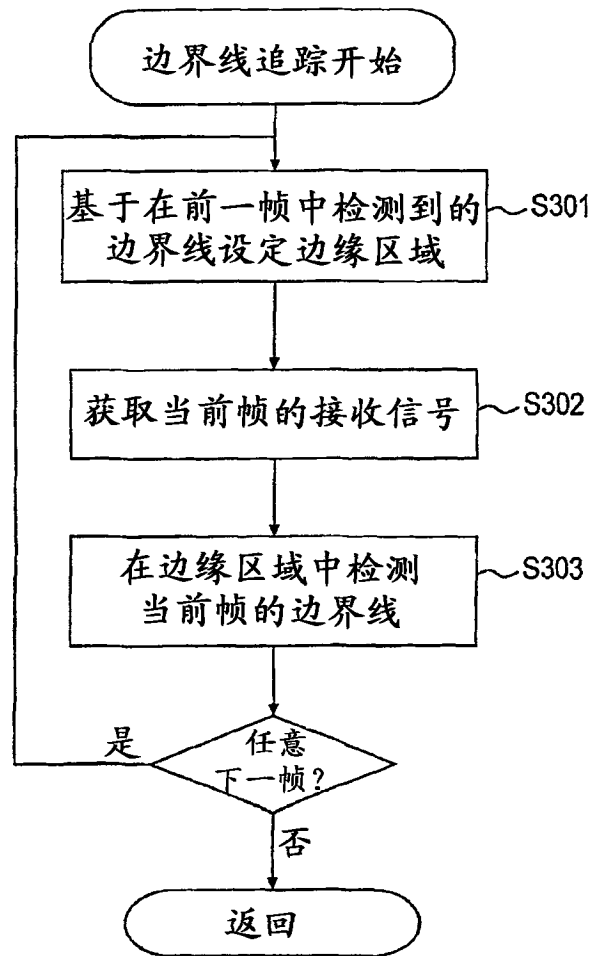 边界线追踪开始
基于在前一帧中检测到的
边界线设定边缘区域
S301
获取当前帧的接收信号
S302
在边缘区域中检测
当前帧的边界线
S303
任意
下一帧?
是
否
返回